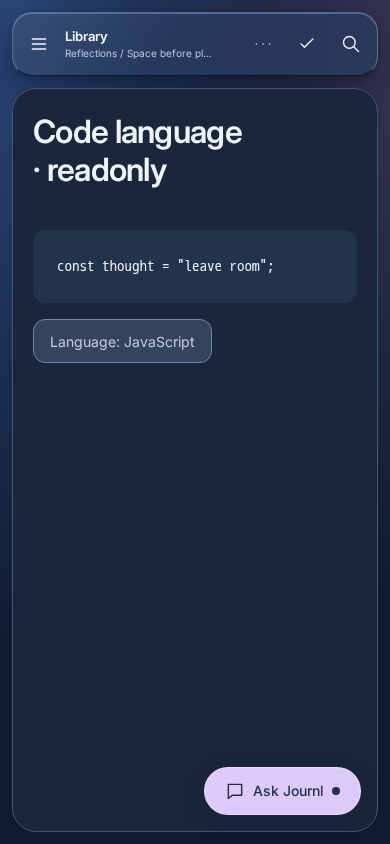 Library
Reflections / Space before pl...
Code language
· readonly
const thought = "leave room";
Language: JavaScript
Ask Journl